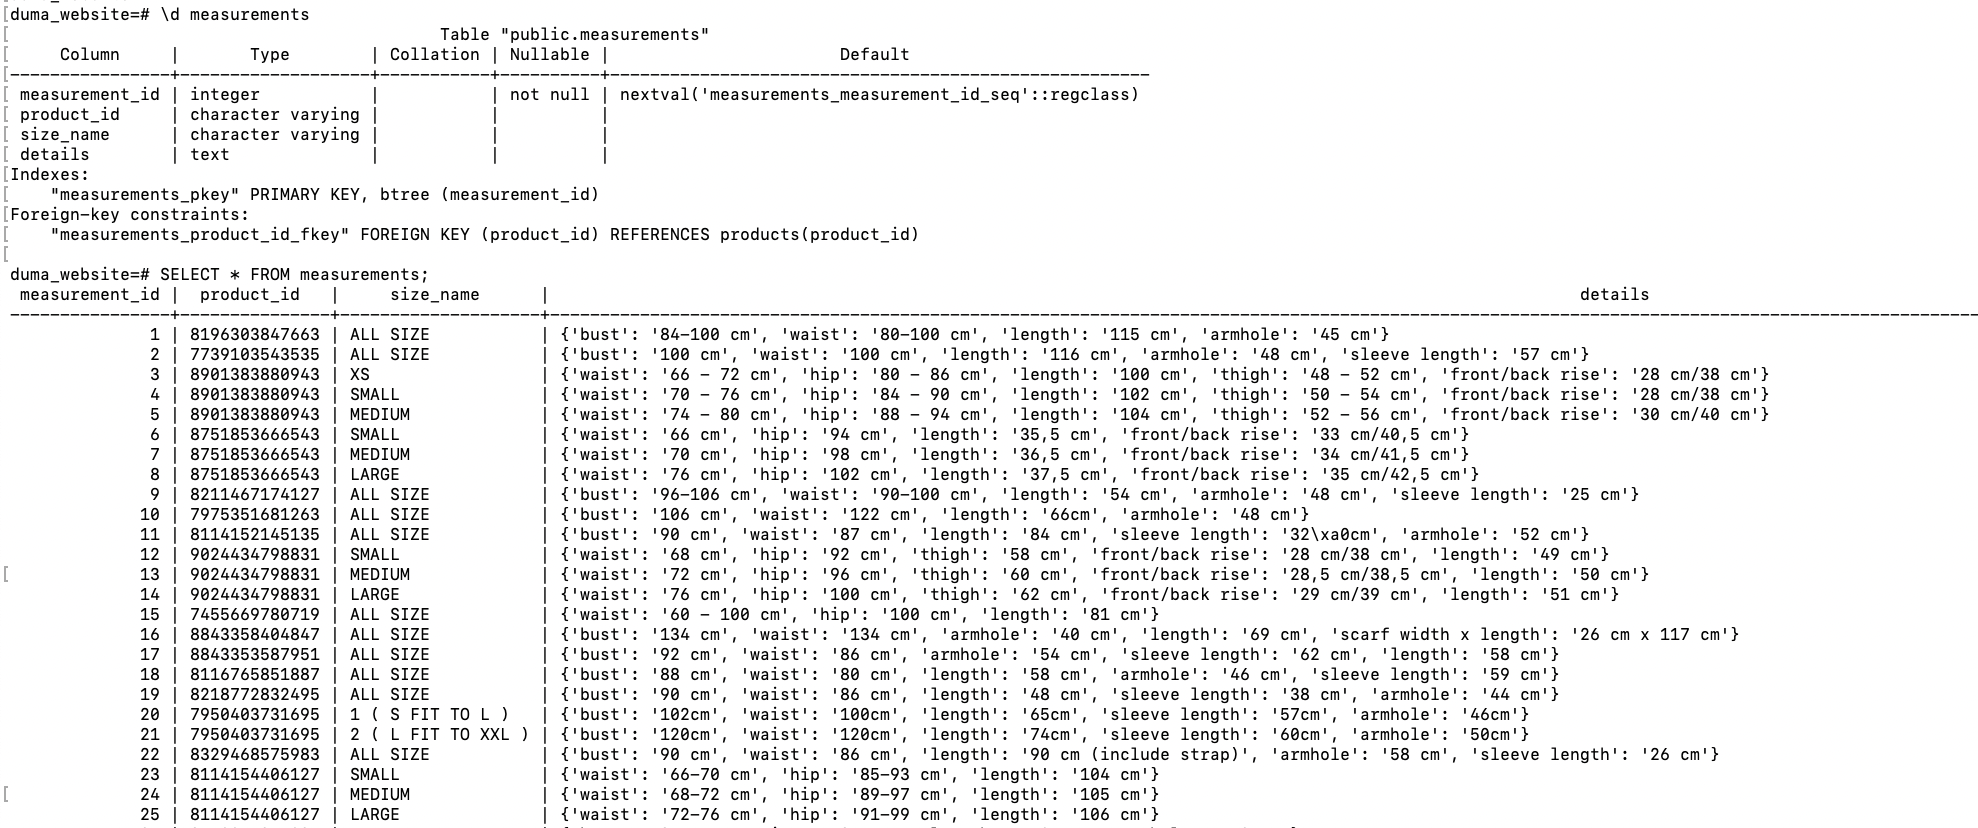 duma_website=# \d measurements
Table "public.measurements"
Column | Type | Collation | Nullable | Default
----------------+-------------------+-----------+----------+------------------------------------------------------
measurement_id | integer | | not null | nextval('measurements_measurement_id_seq'::regclass)
product_id | character varying | | |
size_name | character varying | | |
details | text | | |
Indexes:
"measurements_pkey" PRIMARY KEY, btree (measurement_id)
Foreign-key constraints:
"measurements_product_id_fkey" FOREIGN KEY (product_id) REFERENCES products(product_id)
duma_website=# SELECT * FROM measurements;
measurement_id | product_id | size_name | details
1 | 8196303847663 | ALL SIZE | {'bust': '84-100 cm', 'waist': '80-100 cm', 'length': '115 cm', 'armhole': '45 cm'}
2 | 7739103543535 | ALL SIZE | {'bust': '100 cm', 'waist': '100 cm', 'length': '116 cm', 'armhole': '48 cm', 'sleeve length': '57 cm'}
3 | 8901383880943 | XS | {'waist': '66 - 72 cm', 'hip': '80 - 86 cm', 'length': '100 cm', 'thigh': '48 - 52 cm', 'front/back rise': '28 cm/38 cm'}
4 | 8901383880943 | SMALL | {'waist': '70 - 76 cm', 'hip': '84 - 90 cm', 'length': '102 cm', 'thigh': '50 - 54 cm', 'front/back rise': '28 cm/38 cm'}
5 | 8901383880943 | MEDIUM | {'waist': '74 - 80 cm', 'hip': '88 - 94 cm', 'length': '104 cm', 'thigh': '52 - 56 cm', 'front/back rise': '30 cm/40 cm'}
6 | 8751853666543 | SMALL | {'waist': '66 cm', 'hip': '94 cm', 'length': '35,5 cm', 'front/back rise': '33 cm/40,5 cm'}
7 | 8751853666543 | MEDIUM | {'waist': '70 cm', 'hip': '98 cm', 'length': '36,5 cm', 'front/back rise': '34 cm/41,5 cm'}
8 | 8751853666543 | LARGE | {'waist': '76 cm', 'hip': '102 cm', 'length': '37,5 cm', 'front/back rise': '35 cm/42,5 cm'}
9 | 8211467174127 | ALL SIZE | {'bust': '96-106 cm', 'waist': '90-100 cm', 'length': '54 cm', 'armhole': '48 cm', 'sleeve length': '25 cm'}
10 | 7975351681263 | ALL SIZE | {'bust': '106 cm', 'waist': '122 cm', 'length': '66cm', 'armhole': '48 cm'}
11 | 8114152145135 | ALL SIZE | {'bust': '90 cm', 'waist': '87 cm', 'length': '84 cm', 'sleeve length': '32\xa0cm', 'armhole': '52 cm'}
12 | 9024434798831 | SMALL | {'waist': '68 cm', 'hip': '92 cm', 'thigh': '58 cm', 'front/back rise': '28 cm/38 cm', 'length': '49 cm'}
13 | 9024434798831 | MEDIUM | {'waist': '72 cm', 'hip': '96 cm', 'thigh': '60 cm', 'front/back rise': '28,5 cm/38,5 cm', 'length': '50 cm'}
14 | 9024434798831 | LARGE | {'waist': '76 cm', 'hip': '100 cm', 'thigh': '62 cm', 'front/back rise': '29 cm/39 cm', 'length': '51 cm'}
15 | 7455669780719 | ALL SIZE | {'waist': '60 - 100 cm', 'hip': '100 cm', 'length': '81 cm'}
16 | 8843358404847 | ALL SIZE | {'bust': '134 cm', 'waist': '134 cm', 'armhole': '40 cm', 'length': '69 cm', 'scarf width x length': '26 cm x 117 cm'}
17 | 8843353587951 | ALL SIZE | {'bust': '92 cm', 'waist': '86 cm', 'armhole': '54 cm', 'sleeve length': '62 cm', 'length': '58 cm'}
18 | 8116765851887 | ALL SIZE | {'bust': '88 cm', 'waist': '80 cm', 'length': '58 cm', 'armhole': '46 cm', 'sleeve length': '59 cm'}
19 | 8218772832495 | ALL SIZE | {'bust': '90 cm', 'waist': '86 cm', 'length': '48 cm', 'sleeve length': '38 cm', 'armhole': '44 cm'}
20 | 7950403731695 | 1 ( S FIT TO L ) | {'bust': '102cm', 'waist': '100cm', 'length': '65cm', 'sleeve length': '57cm', 'armhole': '46cm'}
21 | 7950403731695 | 2 ( L FIT TO XXL ) | {'bust': '120cm', 'waist': '120cm', 'length': '74cm', 'sleeve length': '60cm', 'armhole': '50cm'}
22 | 8329468575983 | ALL SIZE | {'bust': '90 cm', 'waist': '86 cm', 'length': '90 cm (include strap)', 'armhole': '58 cm', 'sleeve length': '26 cm'}
23 | 8114154406127 | SMALL | {'waist': '66-70 cm', 'hip': '85-93 cm', 'length': '104 cm'}
24 | 8114154406127 | MEDIUM | {'waist': '68-72 cm', 'hip': '89-97 cm', 'length': '105 cm'}
25 | 8114154406127 | LARGE | {'waist': '72-76 cm', 'hip': '91-99 cm', 'length': '106 cm'}